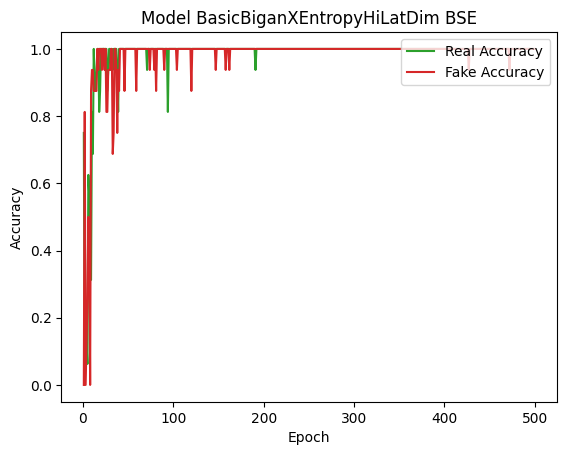 Model BasicBiganXEntropyHiLatDim BSE
Real Accuracy
Fake Accuracy
Accuracy
1.0
0.8
0.6
0.4
0.2
0.0
0
100
200
300
400
500
Epoch